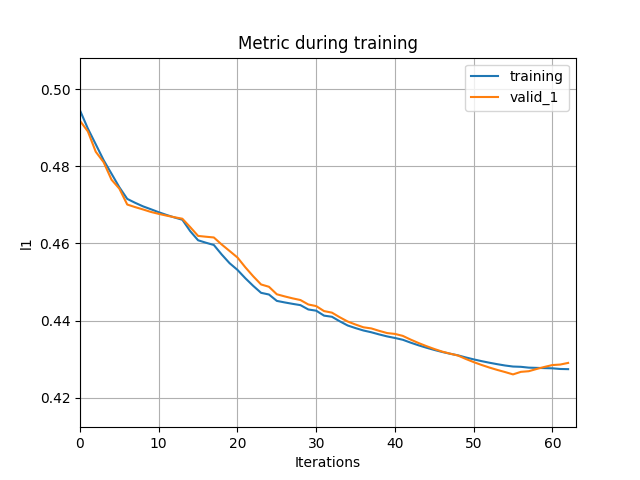 Metric during training
training
valid_1
0.50
0.48
0.46
0.44
0.42
l1
0 10 20 30 40 50 60
Iterations